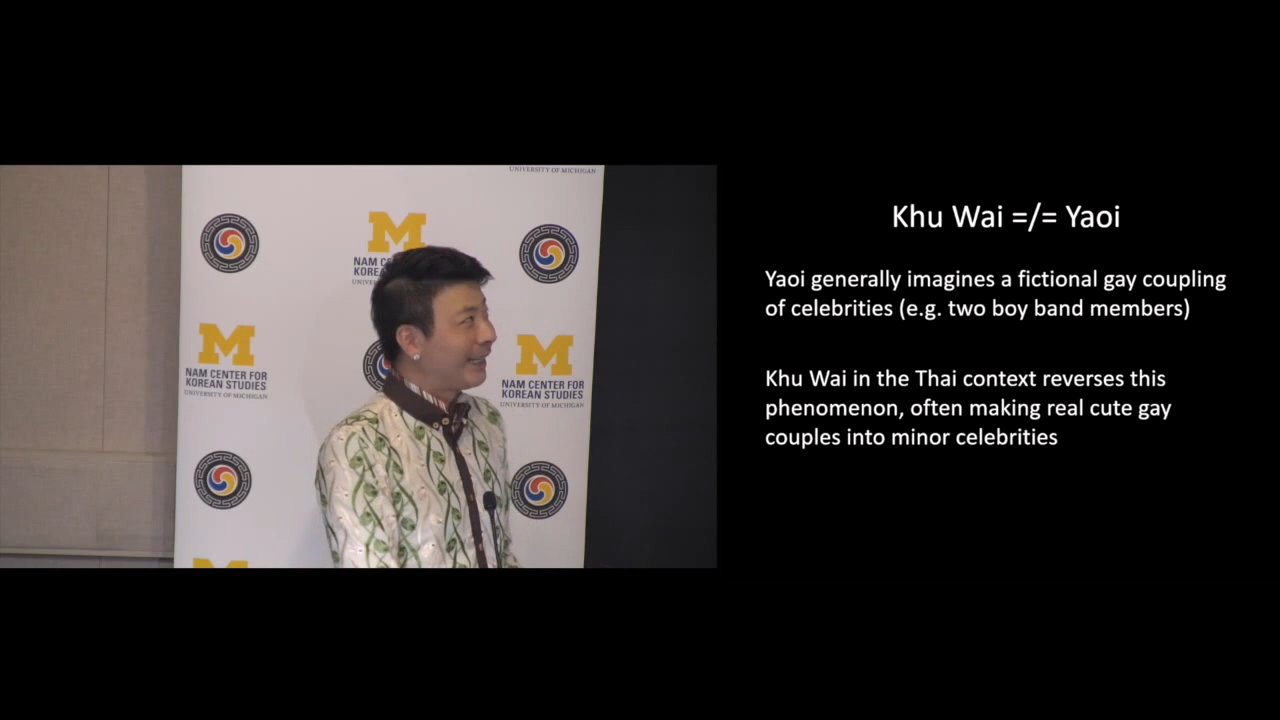 UNIVERSITY OF MICHIGAN
M
NAM CENTER FOR
KOREAN STUDIES
UNIVERSITY OF MICHIGAN
M
NAM CENTER FOR
KOREAN STUDIES
UNIVERSITY OF MICHIGAN
Khu Wai =/= Yaoi
Yaoi generally imagines a fictional gay coupling
of celebrities (e.g. two boy band members)
Khu Wai in the Thai context reverses this
phenomenon, often making real cute gay
couples into minor celebrities